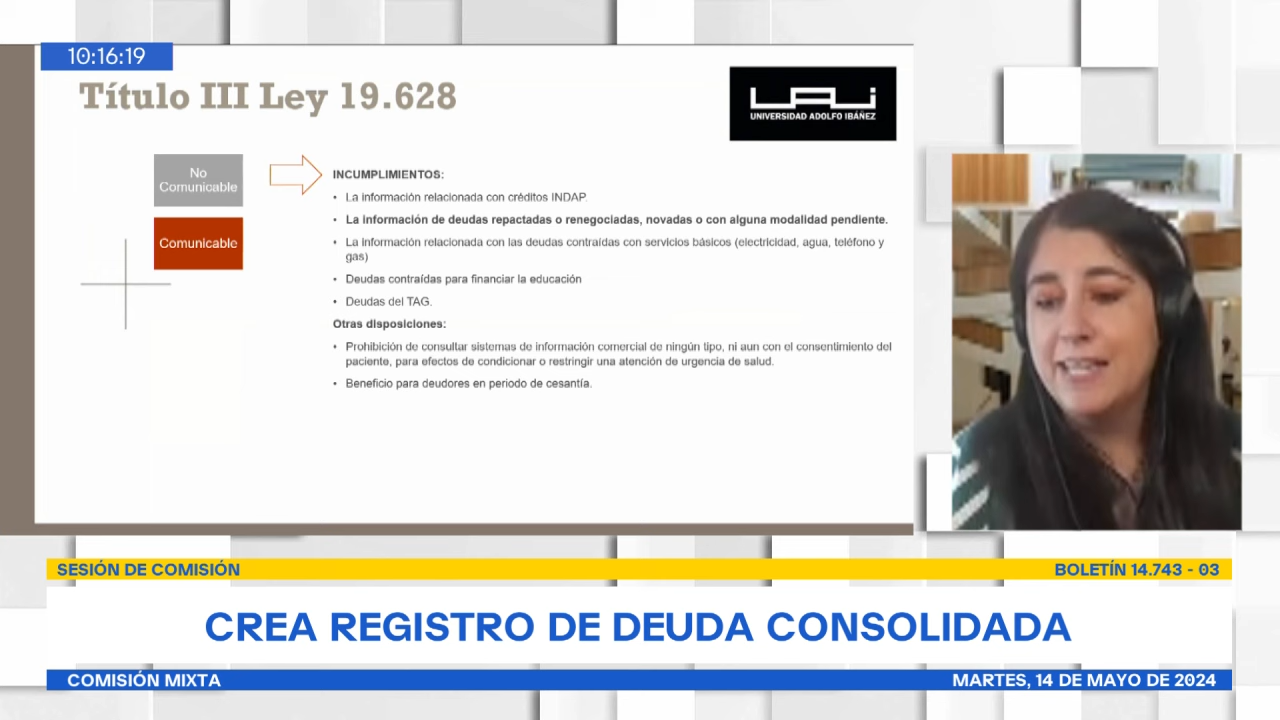 10:16:19
Título III Ley 19.628
UNIVERSIDAD ADOLFO IBÁÑEZ
No
Comunicable
Comunicable
INCUMPLIMIENTOS:
• La información relacionada con créditos INDAP
• La información de deudas repactadas o renegociadas, novadas o con alguna modalidad pendiente.
• La información relacionada con las deudas contraídas con servicios básicos (electricidad, agua, teléfono y
gas)
• Deudas contraídas para financiar la educación
• Deudas del TAG.
Otras disposiciones:
• Prohibición de consultar sistemas de información comercial de ningún tipo, ni aun con el consentimiento del
paciente, para efectos de condicionar o restringir una atención de urgencia de salud.
• Beneficio para deudores en periodo de cesantía.
SESIÓN DE COMISIÓN
BOLETÍN 14.743 - 03
CREA REGISTRO DE DEUDA CONSOLIDADA
COMISIÓN MIXTA
MARTES, 14 DE MAYO DE 2024